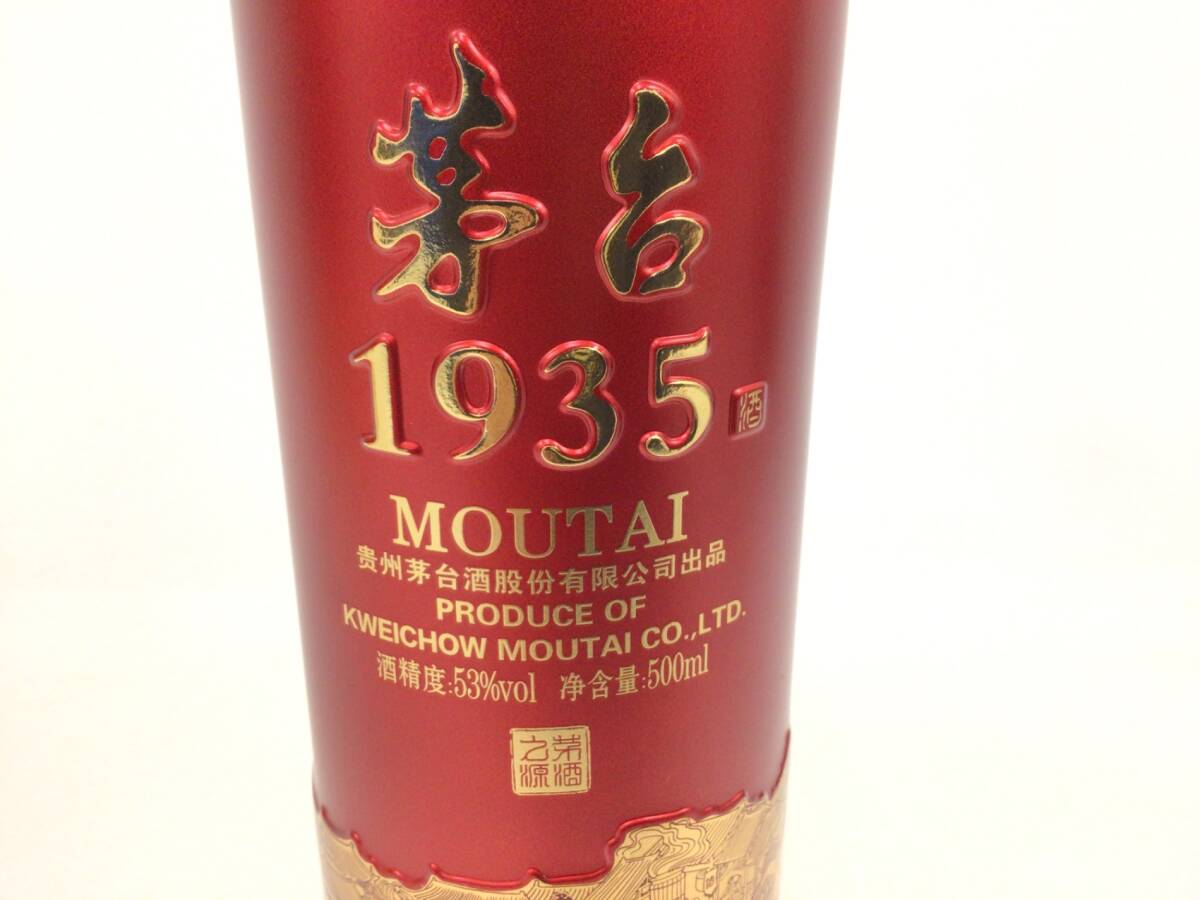 茅台
1935
酒
MOUTAI
贵州茅台酒股份有限公司出品
PRODUCE OF
KWEICHOW MOUTAI CO.,LTD.
酒精度:53%vol 净含量:500ml
茅酒之源